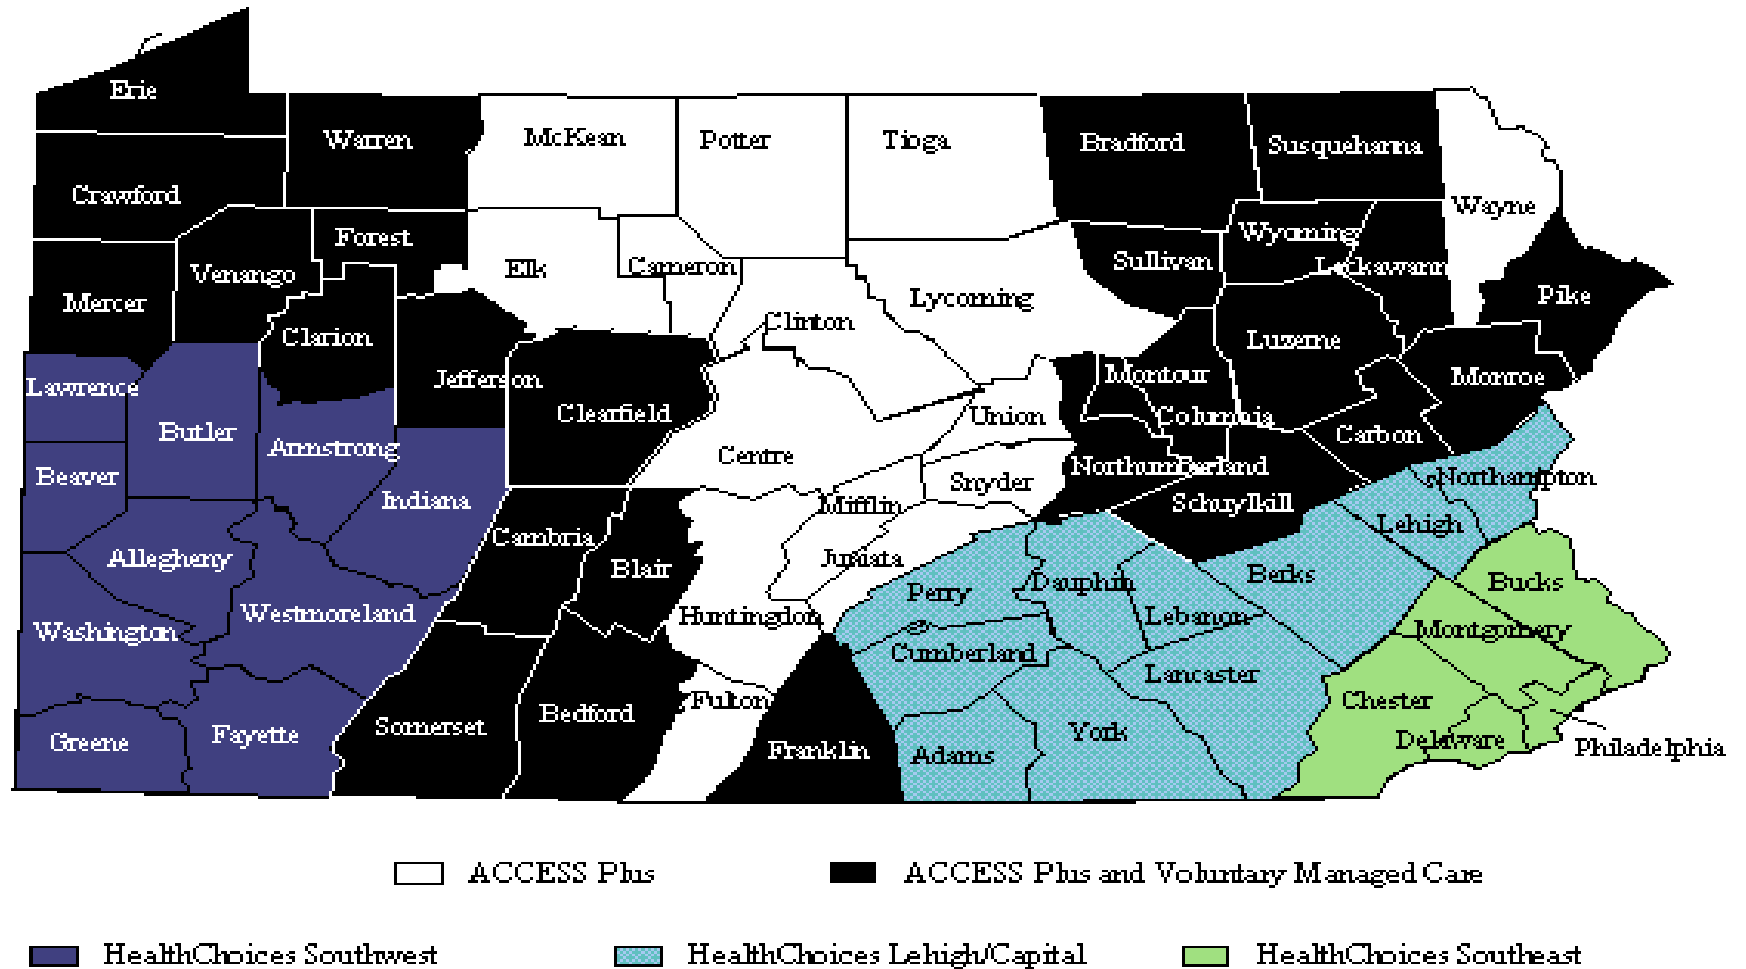 Erie
Warren
McKean
Potter
Tioga
Bradford
Susquehanna
Crawford
Wayne
Forest
Wyoming
Venango
Elk
Cameron
Sullivan
Lackawann
Mercer
Lycoming
Pike
Clarion
Clinton
Luzerne
Lawrence
Jefferson
Montour
Monroe
Butler
Clearfield
Union
Columbia
Armstrong
Centre
Carbon
Beaver
Snyder
Northumberland
Northampton
Indiana
Mifflin
Schuylkill
Lehigh
Cambria
Allegheny
Blair
Juniata
Dauphin
Berks
Bucks
Perry
Westmoreland
Huntingdon
Lebanon
Washington
Montgomery
Cumberland
Lancaster
Fulton
Chester
Somerset
Bedford
Greene
Fayette
Franklin
Adams
York
Delaware
Philadelphia
ACCESS Plus
ACCESS Plus and Voluntary Managed Care
HealthChoices Southwest
HealthChoices Lehigh/Capital
HealthChoices Southeast